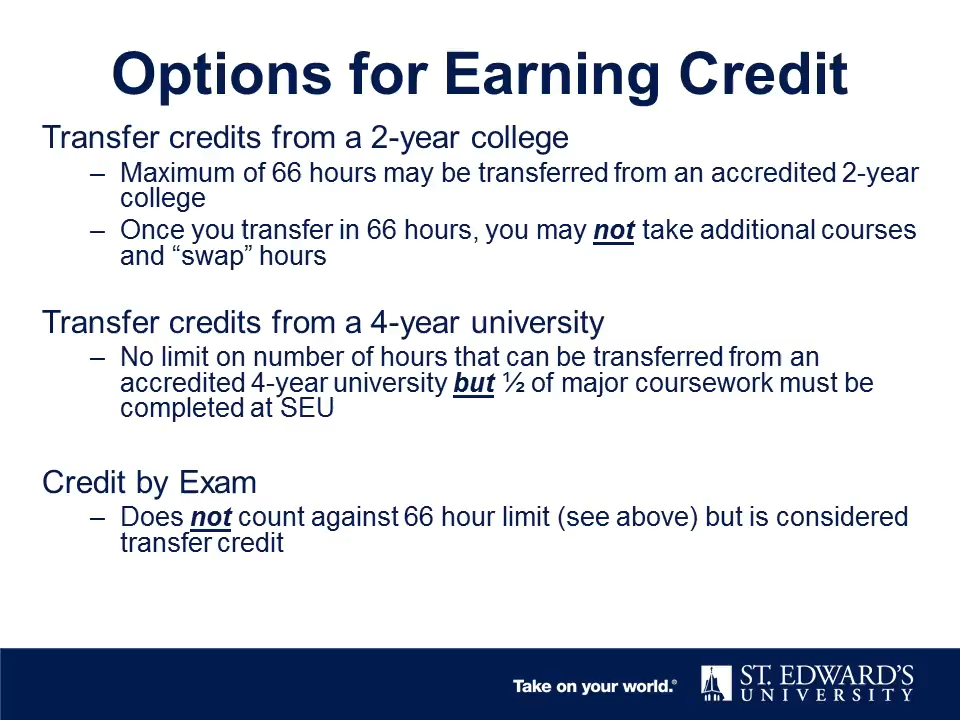 Options for Earning Credit
Transfer credits from a 2-year college
– Maximum of 66 hours may be transferred from an accredited 2-year
college
– Once you transfer in 66 hours, you may not take additional courses
and “swap” hours
Transfer credits from a 4-year university
– No limit on number of hours that can be transferred from an
accredited 4-year university but ½ of major coursework must be
completed at SEU
Credit by Exam
– Does not count against 66 hour limit (see above) but is considered
transfer credit
Take on your world.®
ST. EDWARD'S
UNIVERSITY